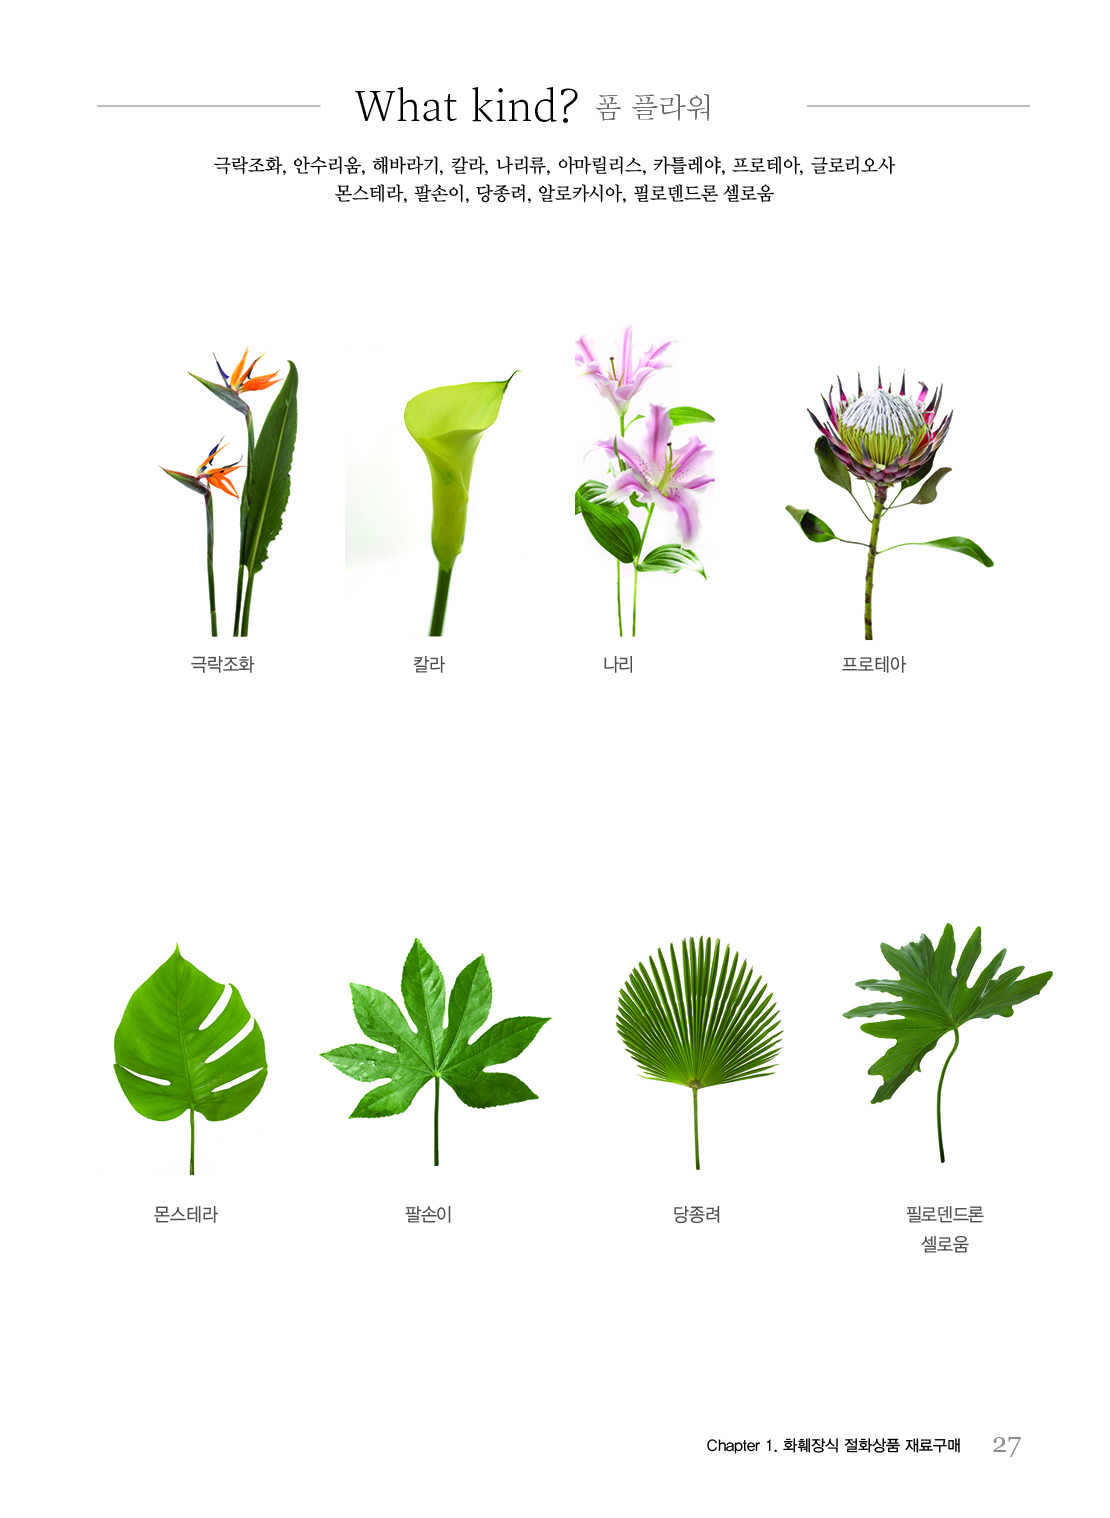 What kind? 폼 플라워
극락조화, 안수리움, 해바라기, 칼라, 나리류, 아마릴리스, 카틀레야, 프로테아, 글로리오사
몬스테라, 팔손이, 당종려, 알로카시아, 필로덴드론 셀로움
극락조화
칼라
나리
프로테아
몬스테라
팔손이
당종려
필로덴드론
셀로움
Chapter 1. 화훼장식 절화상품 재료구매 27